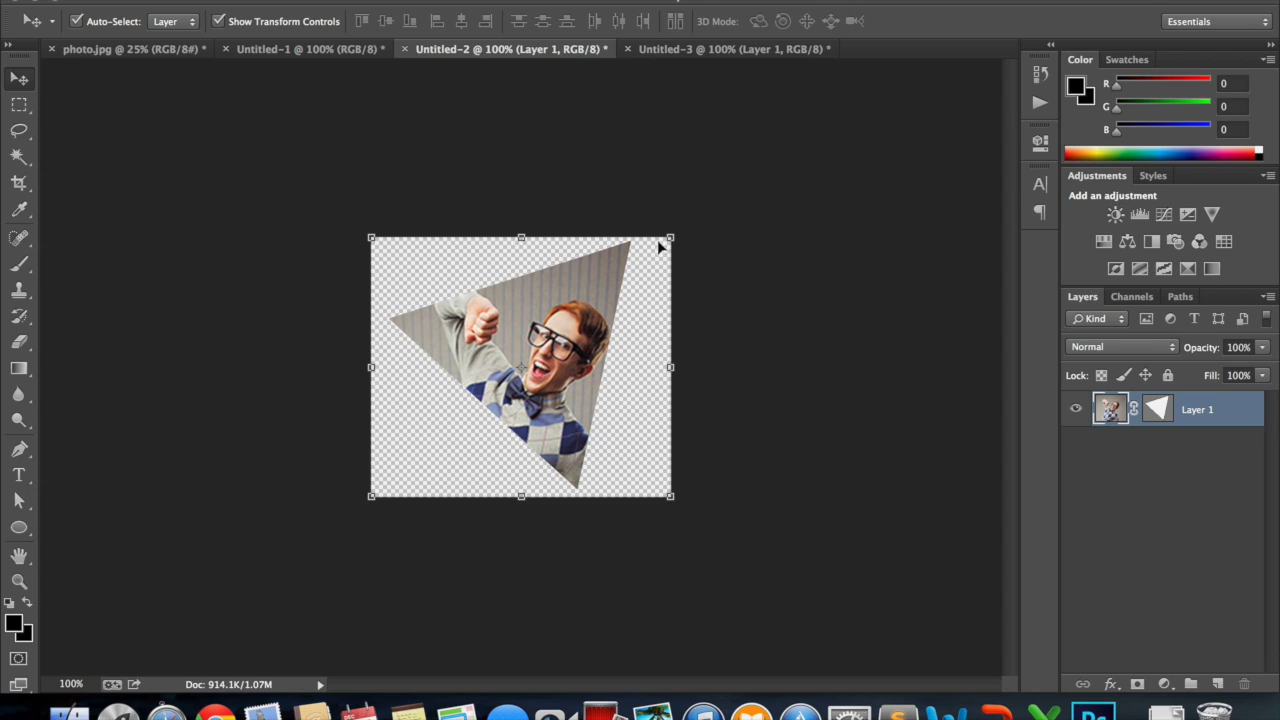 Auto-Select: Layer Show Transform Controls 3D Mode: Essentials
photo.jpg @ 25% (RGB/8#) * Untitled-1 @ 100% (RGB/8) * Untitled-2 @ 100% (Layer 1, RGB/8) * Untitled-3 @ 100% (Layer 1, RGB/8) *
Color Swatches
R 0
G 0
B 0
Adjustments Styles
Add an adjustment
Layers Channels Paths
Kind
Normal Opacity: 100%
Lock: Fill: 100%
Layer 1
100% Doc: 914.1K/1.07M
DEC
Ps